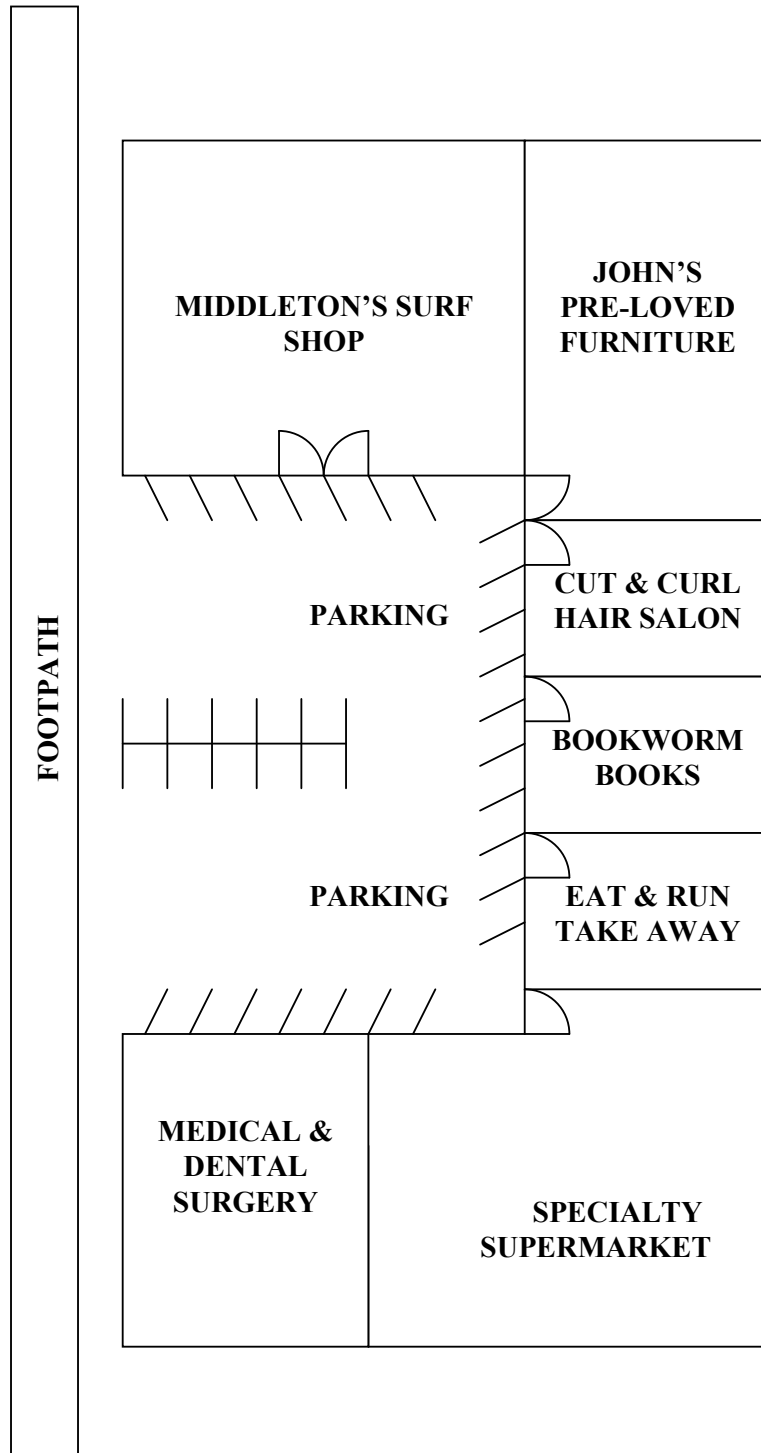 MIDDLETON'S SURF
SHOP
JOHN'S
PRE-LOVED
FURNITURE
FOOTPATH
PARKING
CUT & CURL
HAIR SALON
BOOKWORM
BOOKS
PARKING
EAT & RUN
TAKE AWAY
MEDICAL &
DENTAL
SURGERY
SPECIALTY
SUPERMARKET